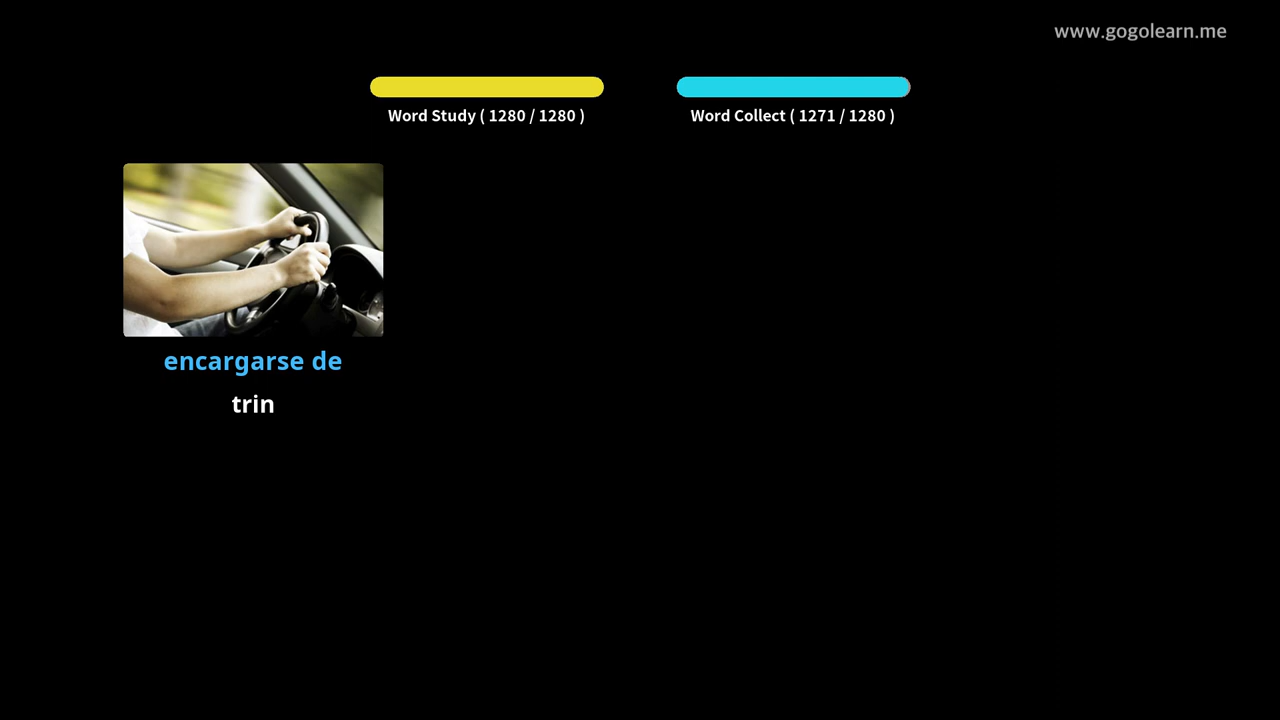 www.gogolearn.me
Word Study ( 1280 / 1280 )
Word Collect ( 1271 / 1280 )
encargarse de
trin